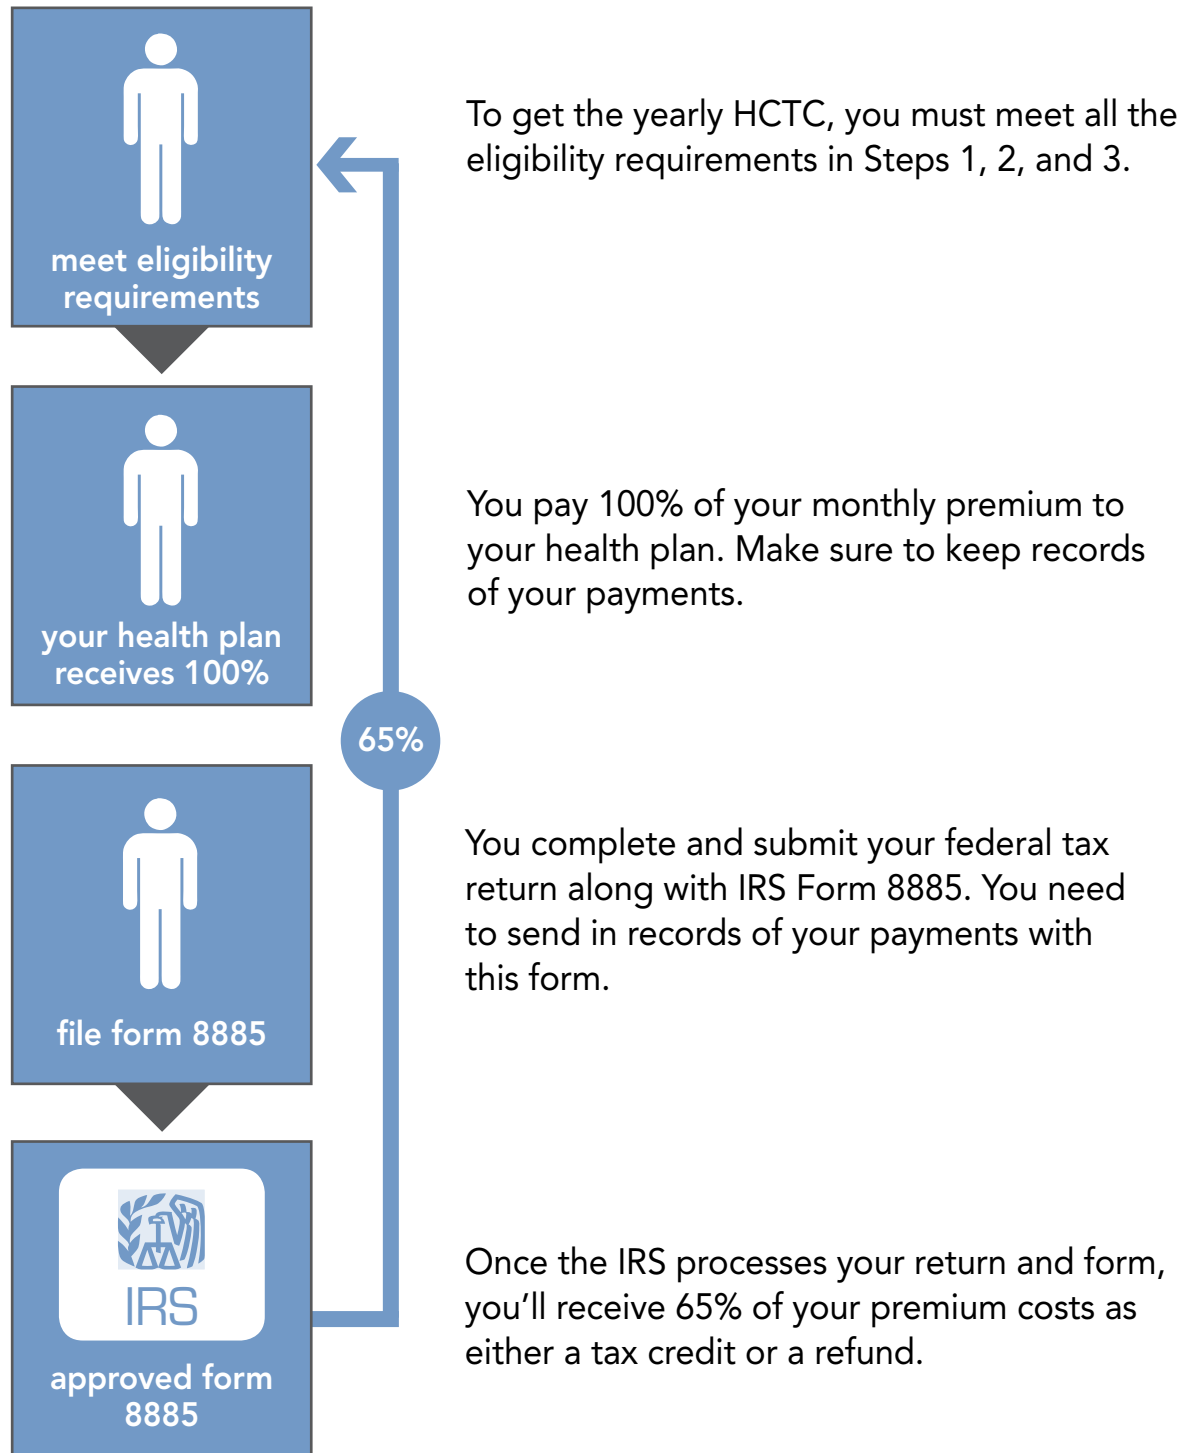 To get the yearly HCTC, you must meet all the
eligibility requirements in Steps 1, 2, and 3.
meet eligibility
requirements
You pay 100% of your monthly premium to
your health plan. Make sure to keep records
of your payments.
your health plan
receives 100%
65%
You complete and submit your federal tax
return along with IRS Form 8885. You need
to send in records of your payments with
this form.
file form 8885
IRS
approved form
8885
Once the IRS processes your return and form,
you’ll receive 65% of your premium costs as
either a tax credit or a refund.